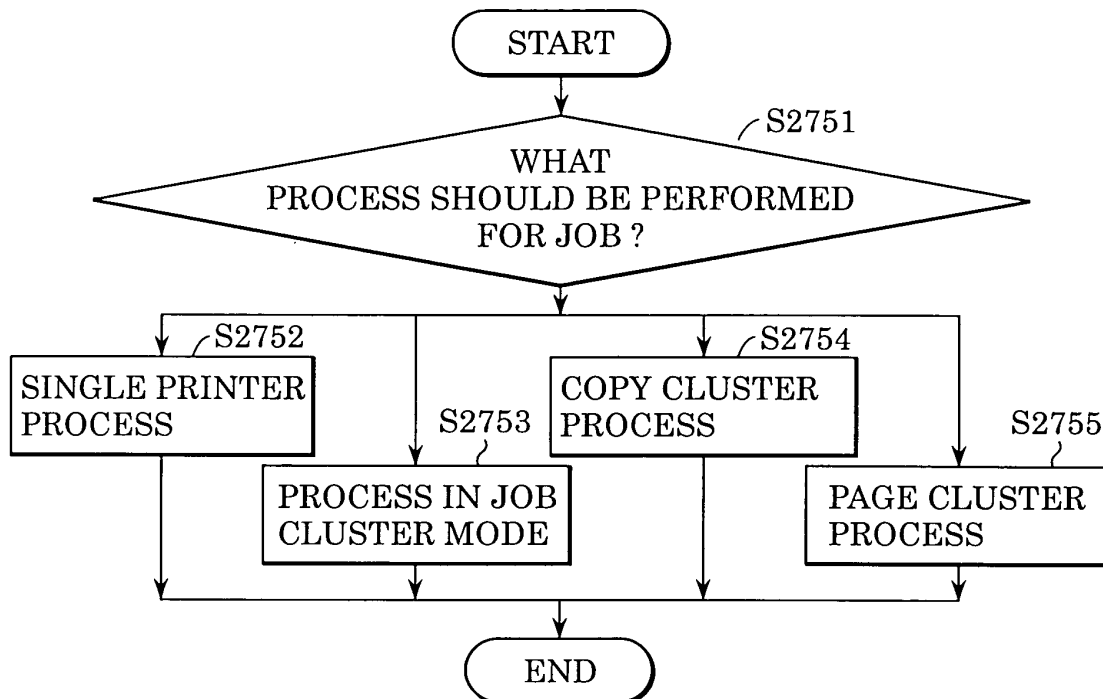 START
S2751
WHAT
PROCESS SHOULD BE PERFORMED
FOR JOB ?
S2752
SINGLE PRINTER
PROCESS
S2753
PROCESS IN JOB
CLUSTER MODE
S2754
COPY CLUSTER
PROCESS
S2755
PAGE CLUSTER
PROCESS
END